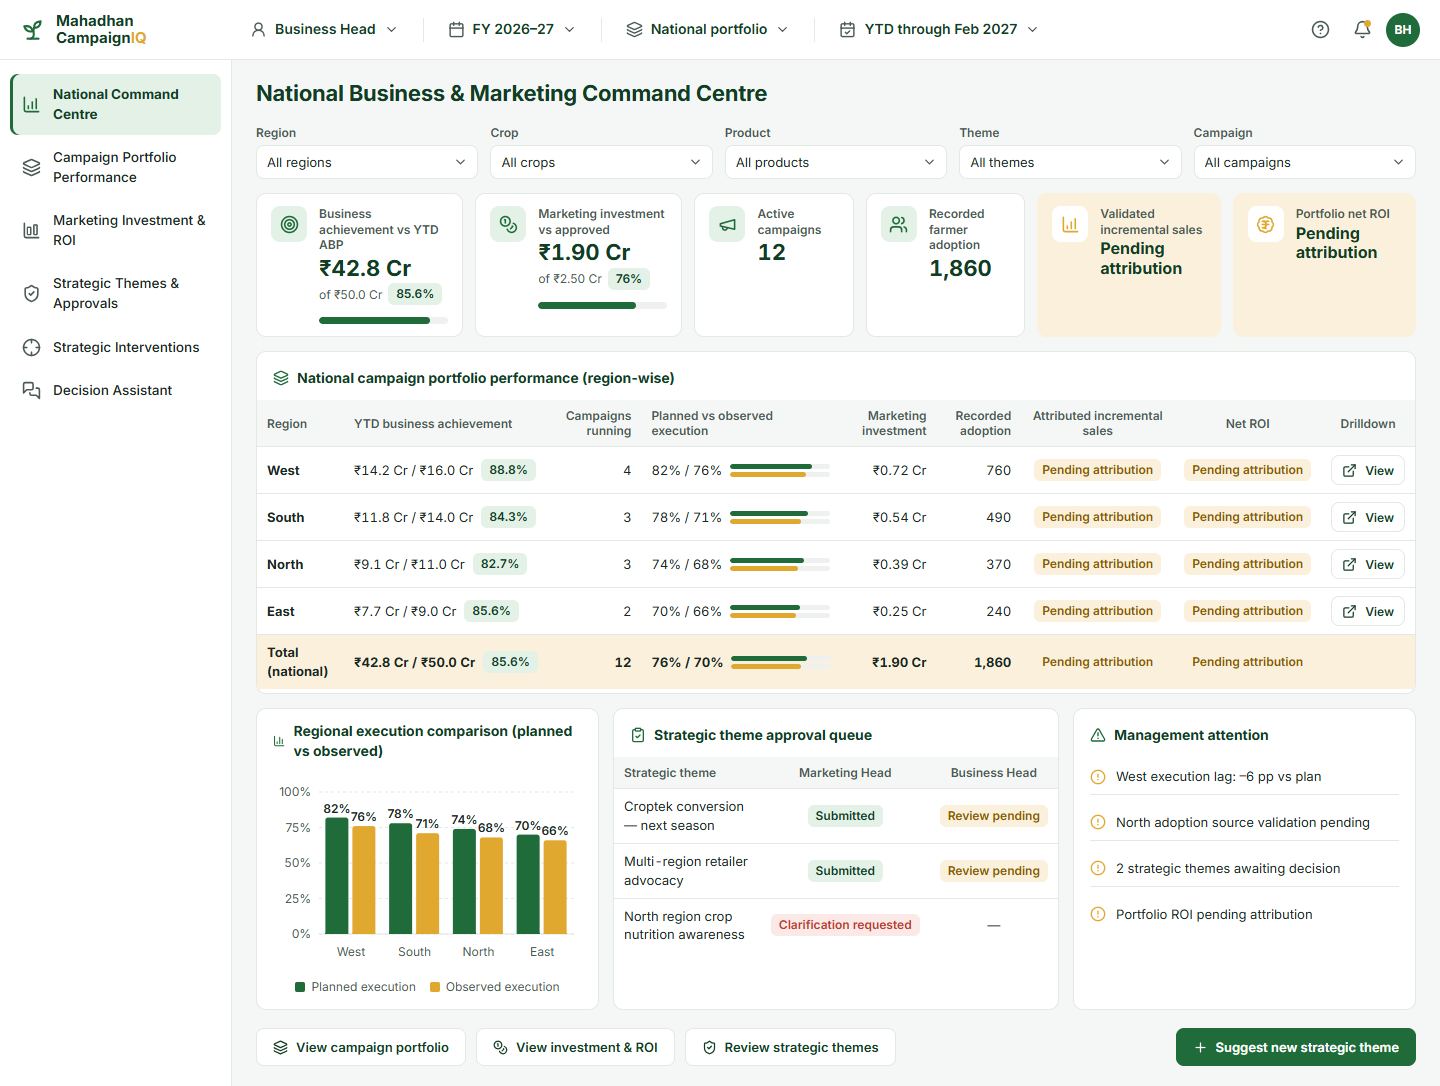 Mahadhan
CampaignIQ
Business Head
FY 2026–27
National portfolio
YTD through Feb 2027
BH
National Command
Centre
Campaign Portfolio
Performance
Marketing Investment &
ROI
Strategic Themes &
Approvals
Strategic Interventions
Decision Assistant
National Business & Marketing Command Centre
Region
Crop
Product
Theme
Campaign
All regions
All crops
All products
All themes
All campaigns
Business
achievement vs YTD
ABP
₹42.8 Cr
of ₹50.0 Cr 85.6%
Marketing investment
vs approved
₹1.90 Cr
of ₹2.50 Cr 76%
Active
campaigns
12
Recorded
farmer
adoption
1,860
Validated
incremental sales
Pending
attribution
Portfolio net ROI
Pending
attribution
National campaign portfolio performance (region-wise)
Region
YTD business achievement
Campaigns
running
Planned vs observed
execution
Marketing
investment
Recorded
adoption
Attributed incremental
sales
Net ROI
Drilldown
West ₹14.2 Cr / ₹16.0 Cr 88.8% 4 82% / 76% ₹0.72 Cr 760 Pending attribution Pending attribution View
South ₹11.8 Cr / ₹14.0 Cr 84.3% 3 78% / 71% ₹0.54 Cr 490 Pending attribution Pending attribution View
North ₹9.1 Cr / ₹11.0 Cr 82.7% 3 74% / 68% ₹0.39 Cr 370 Pending attribution Pending attribution View
East ₹7.7 Cr / ₹9.0 Cr 85.6% 2 70% / 66% ₹0.25 Cr 240 Pending attribution Pending attribution View
Total
(national)
₹42.8 Cr / ₹50.0 Cr 85.6% 12 76% / 70% ₹1.90 Cr 1,860 Pending attribution Pending attribution
Regional execution comparison (planned
vs observed)
100%
75%
50%
25%
0%
82% 76% 78% 71% 74% 68% 70% 66%
West South North East
Planned execution Observed execution
Strategic theme approval queue
Strategic theme Marketing Head Business Head
Croptek conversion
— next season
Submitted Review pending
Multi-region retailer
advocacy
Submitted Review pending
North region crop
nutrition awareness
Clarification requested —
Management attention
West execution lag: −6 pp vs plan
North adoption source validation pending
2 strategic themes awaiting decision
Portfolio ROI pending attribution
View campaign portfolio
View investment & ROI
Review strategic themes
Suggest new strategic theme